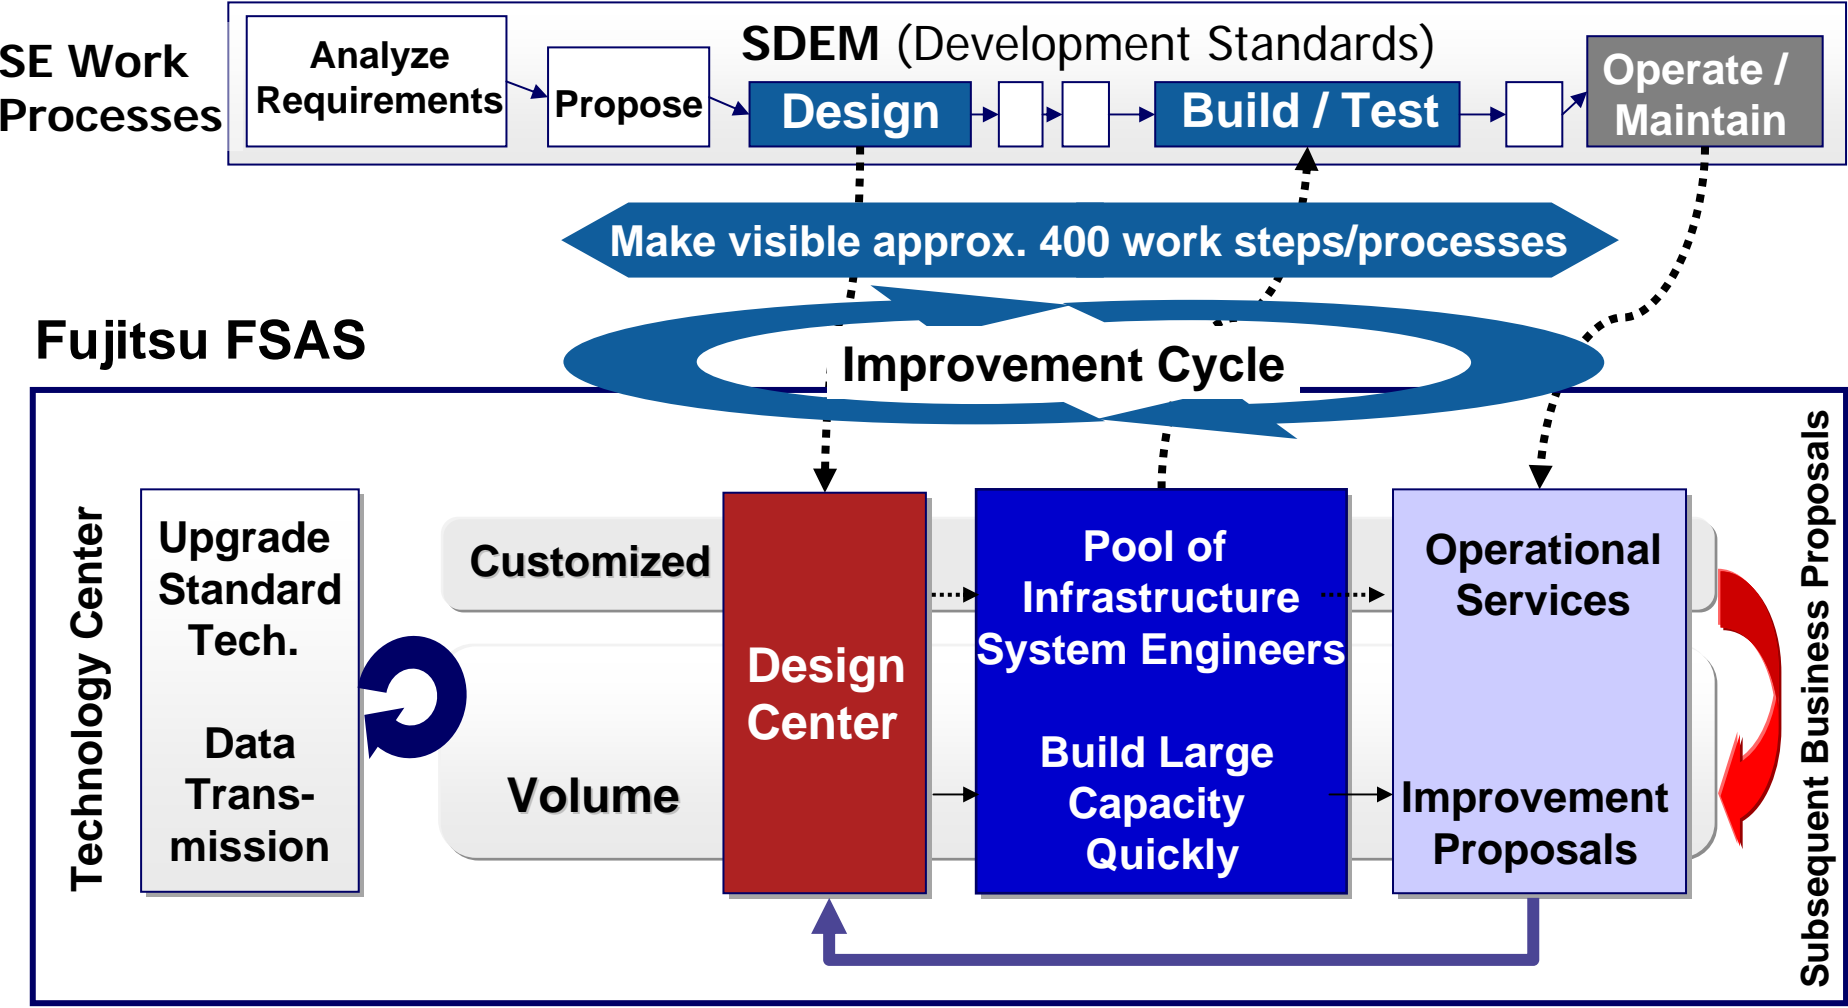 SE Work
Processes
SDEM (Development Standards)
Analyze
Requirements
Propose
Design
Build / Test
Operate /
Maintain
Make visible approx. 400 work steps/processes
Fujitsu FSAS
Improvement Cycle
Technology Center
Upgrade
Standard
Tech.
Data
Trans-
mission
Customized
Volume
Design
Center
Pool of
Infrastructure
System Engineers
Build Large
Capacity
Quickly
Operational
Services
Improvement
Proposals
Subsequent Business Proposals